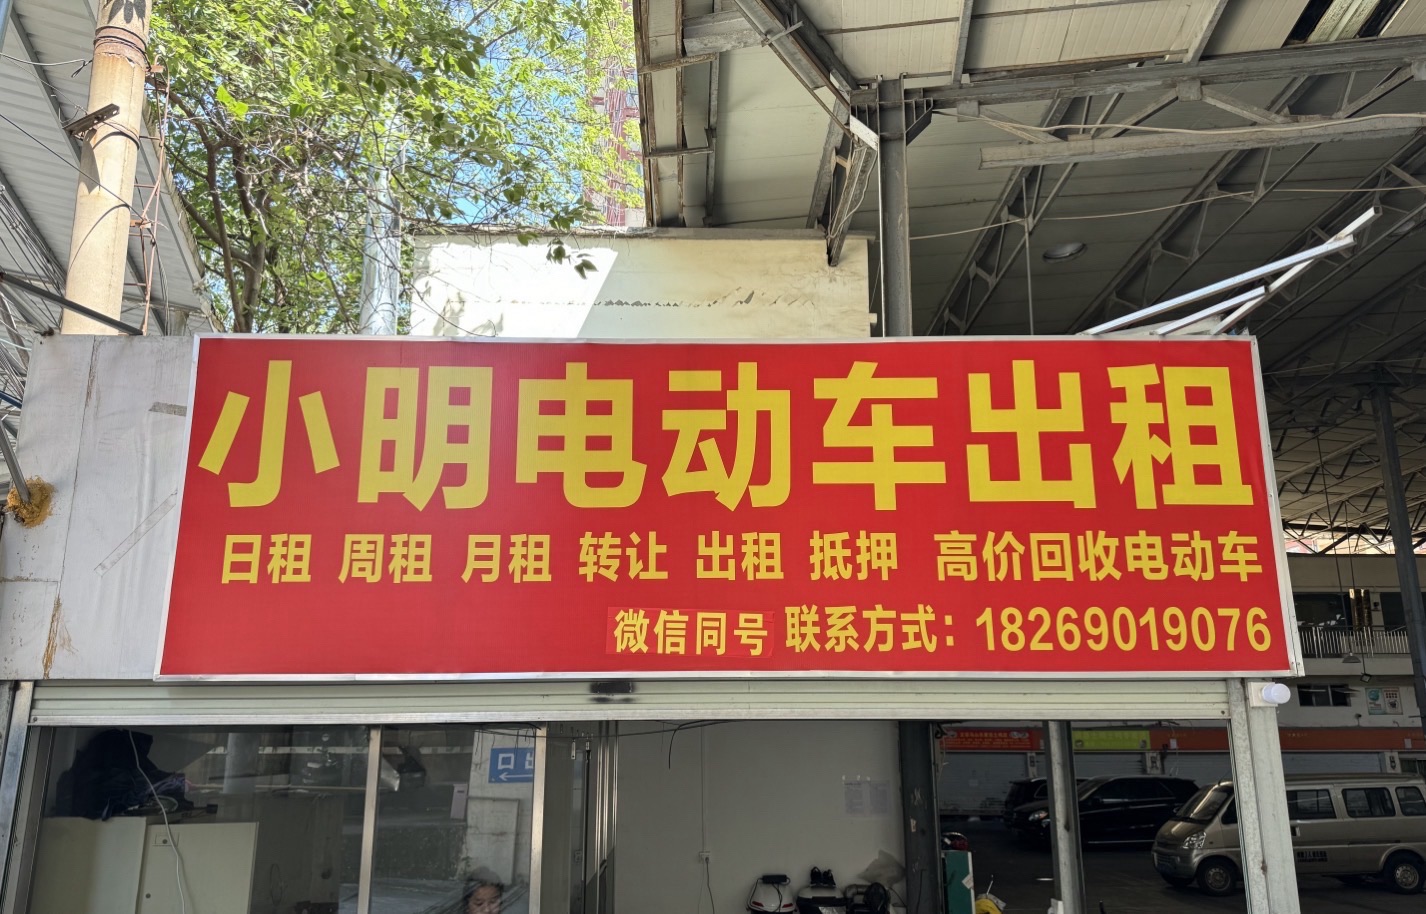 小明电动车出租
日租 周租 月租 转让 出租 抵押 高价回收电动车
微信同号 联系方式：18269019076